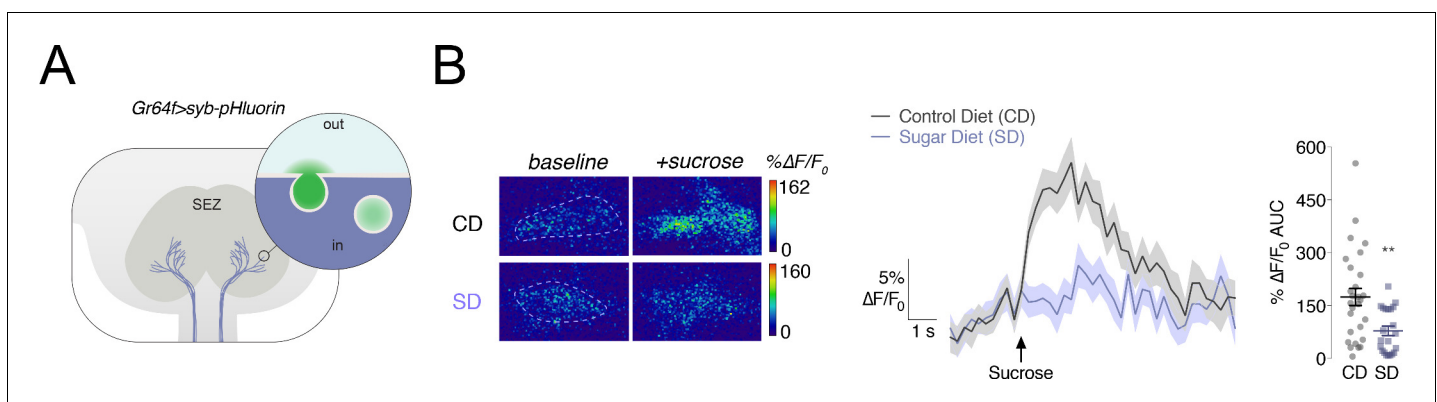 A
Gr64f>syb-pHluorin
out
SEZ
in
B
baseline
+sucrose
%ΔF/F0
CD
162
0
SD
160
0
Control Diet (CD)
Sugar Diet (SD)
5%
ΔF/F0
1 s
Sucrose
% ΔF/F0 AUC
600
450
300
150
0
**
CD SD